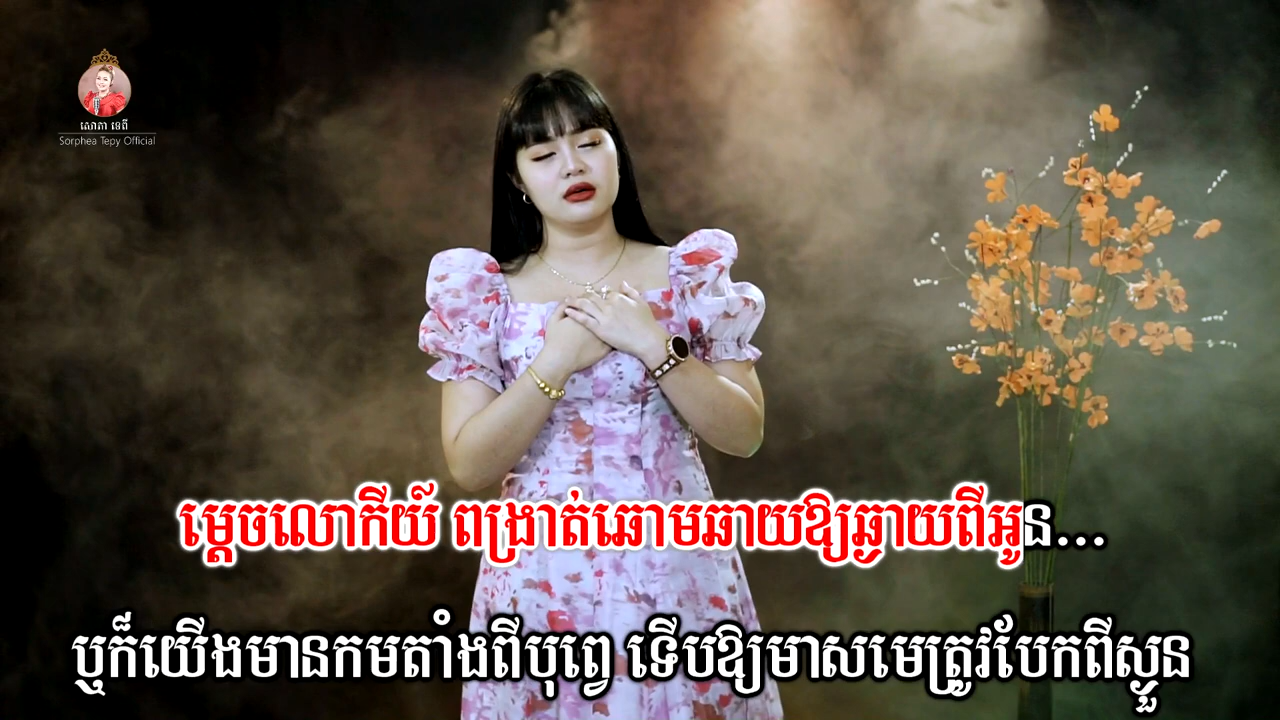 សោភា ទេពី
Sorphea Tepy Official
ម្ដេចលោកីយ៍ ពង្រាត់ឆោមឆាយឱ្យឆ្ងាយពីអូន...
ឬក៏យើងមានកមតាំងពីបុព្វេ ទើបឱ្យមាសមេត្រូវបែកពីស្ងួន